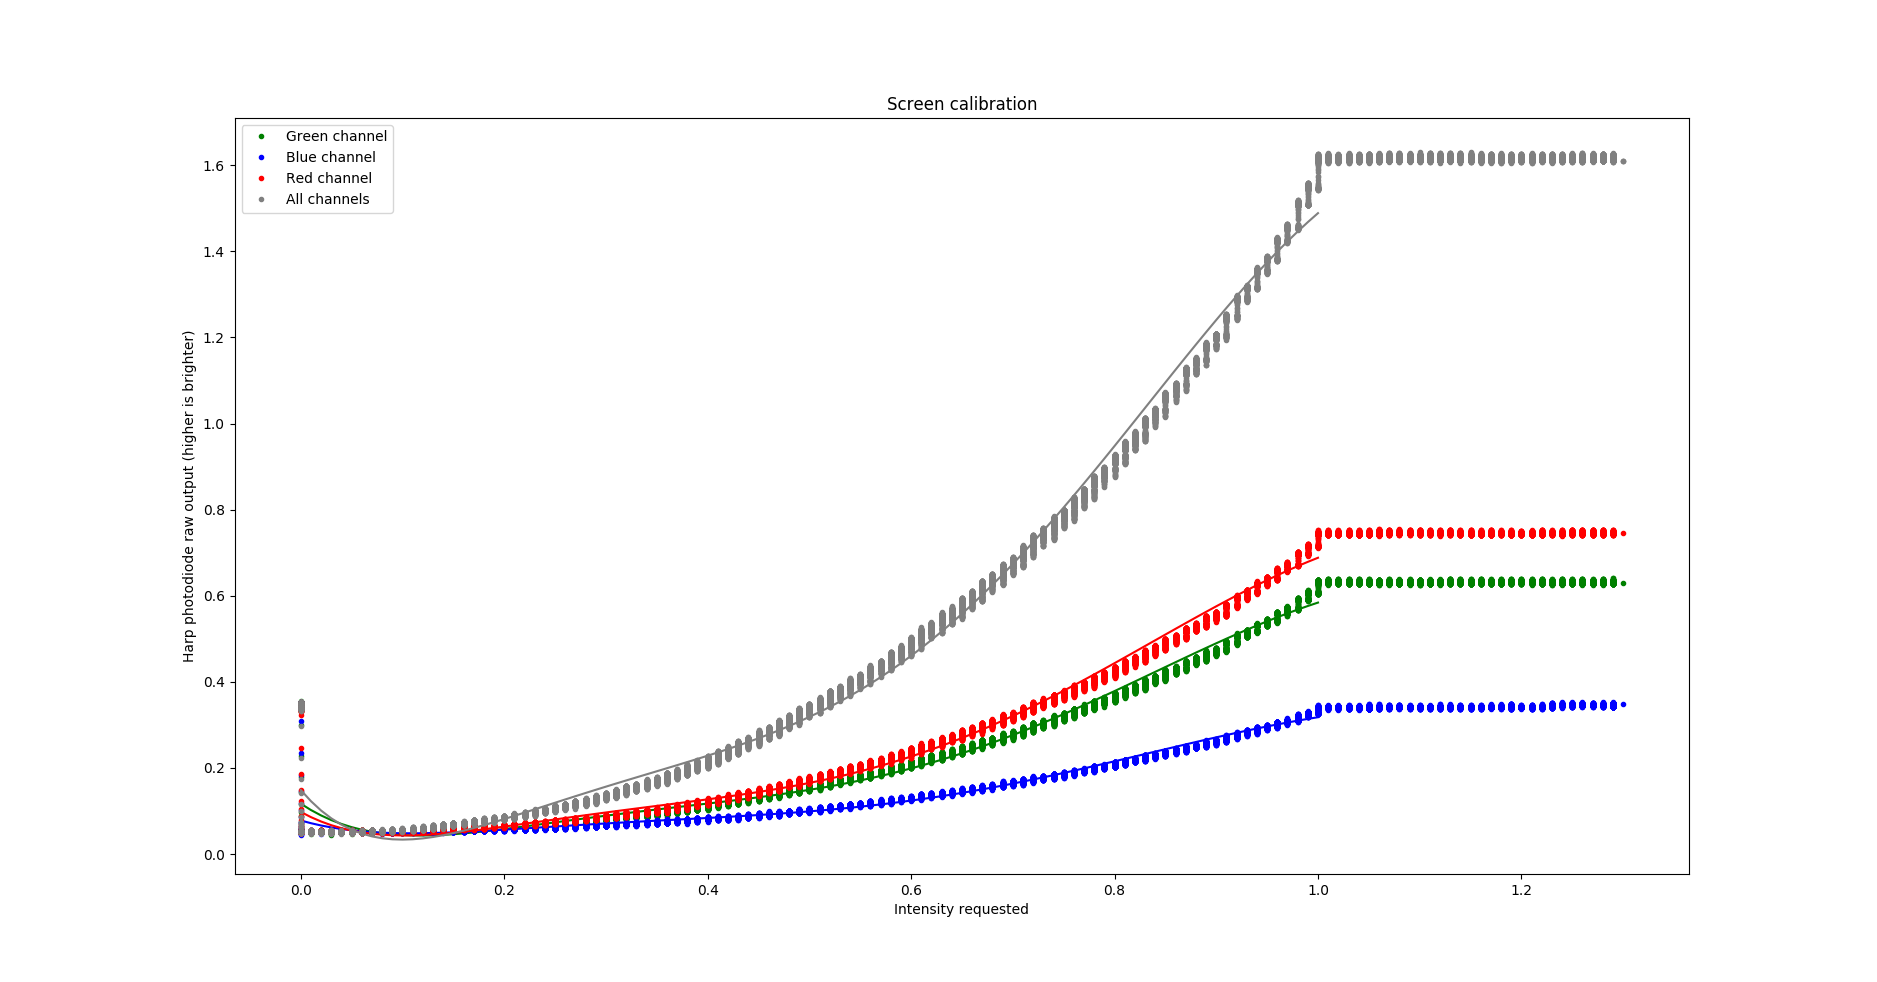 Screen calibration
Green channel
Blue channel
Red channel
All channels
Harp photodiode raw output (higher is brighter)
1.6
1.4
1.2
1.0
0.8
0.6
0.4
0.2
0.0
0.0 0.2 0.4 0.6 0.8 1.0 1.2
Intensity requested